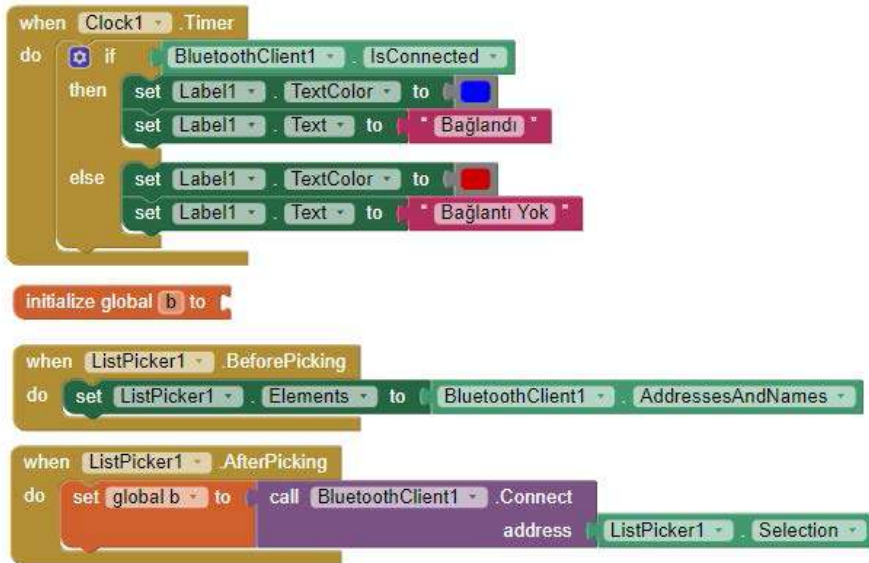 when Clock1 .Timer
do if BluetoothClient1 . IsConnected
then set Label1 . TextColor to
set Label1 . Text to " Bağlandı "
else set Label1 . TextColor to
set Label1 . Text to " Bağlantı Yok "
initialize global b to
when ListPicker1 .BeforePicking
do set ListPicker1 . Elements to BluetoothClient1 . AddressesAndNames
when ListPicker1 .AfterPicking
do set global b to call BluetoothClient1 .Connect
address ListPicker1 . Selection